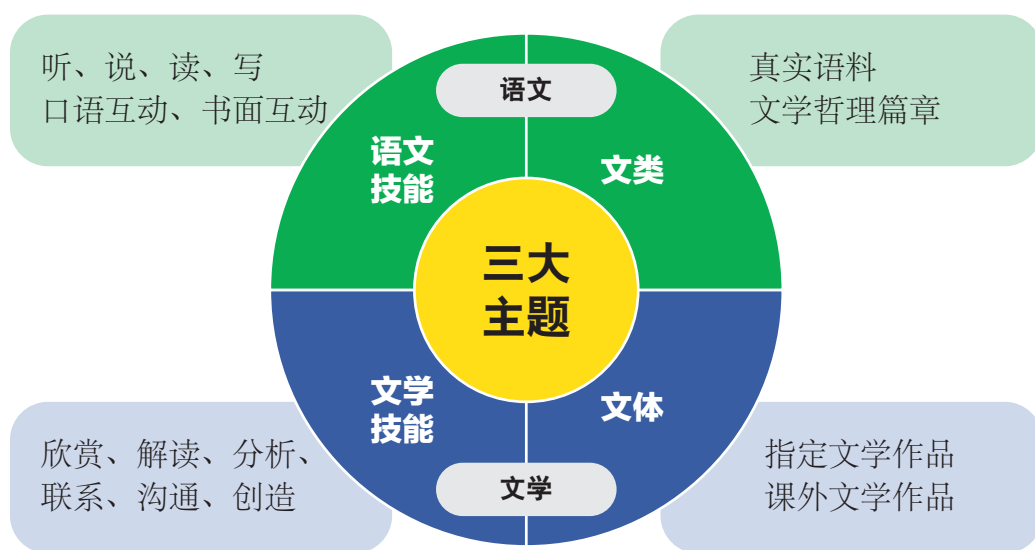 听、说、读、写
口语互动、书面互动
语文
真实语料
文学哲理篇章
语文
技能
文类
三大
主题
文学
技能
文体
欣赏、解读、分析、
联系、沟通、创造
文学
指定文学作品
课外文学作品